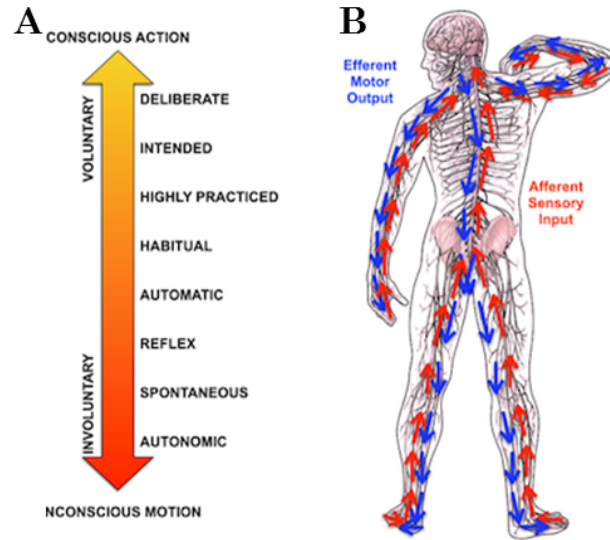 A
CONSCIOUS ACTION
VOLUNTARY
DELIBERATE
INTENDED
HIGHLY PRACTICED
HABITUAL
AUTOMATIC
REFLEX
SPONTANEOUS
AUTONOMIC
INVOLUNTARY
NCONSCIOUS MOTION
B
Efferent
Motor
Output
Afferent
Sensory
Input